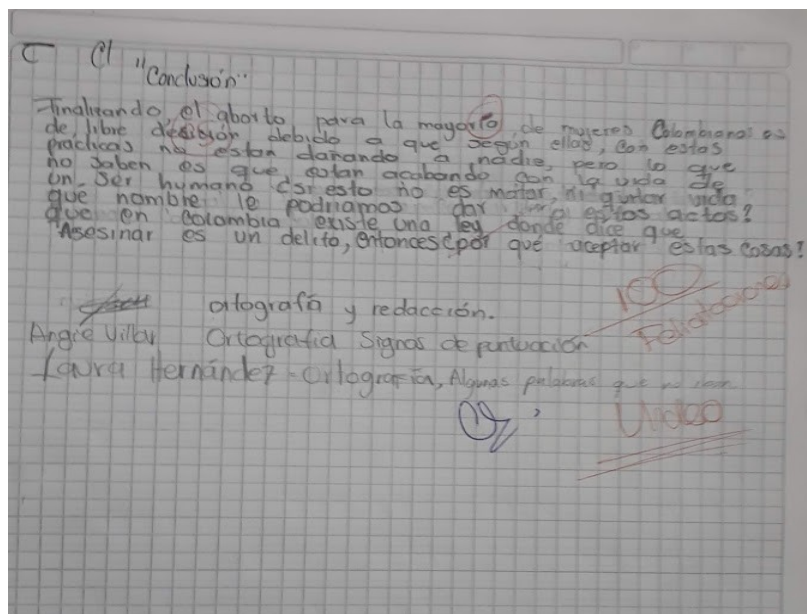 C Cl
"Conclusión"
Finalizando el aborto para la mayoría, de mujeres Colombianas es
de libre desición debido a que según ellas, con estas
practicas no estan dañando a nadie, pero lo que
no saben es que estan acabando con la vida de
un ser humano ¿si esto no es matar, ni quitar vida
que nombre le podriamos dar a estos actos?
que en Colombia existe una ley donde dice que
Asesinar es un delito, entonces ¿por qué aceptar estas cosas?
ortografía y redacción.
100
Felicitaciones
Angie Villar Ortografia Signos de puntuación
Laura Hernández - Ortografía, Algunas palabras que no